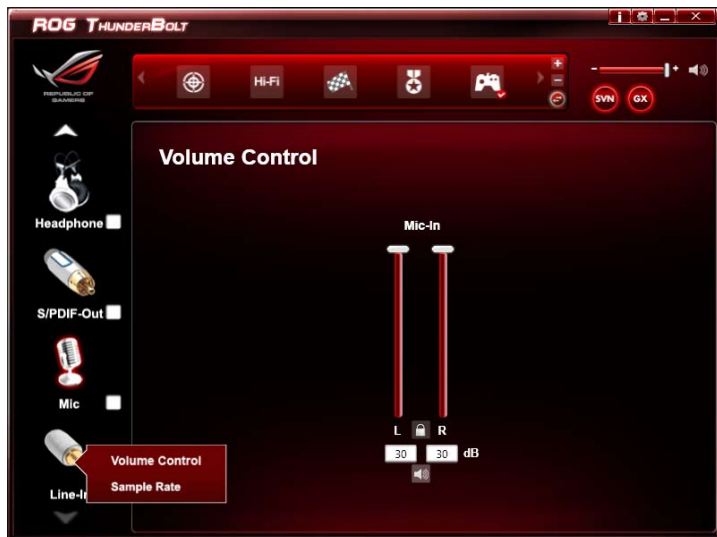 ROG THUNDERBOLT
REPUBLIC OF
GAMERS
Hi-Fi
- +
SVN GX
Volume Control
Headphone
Mic-In
S/PDIF-Out
Mic
L R
30 30 dB
Volume Control
Sample Rate
Line-In